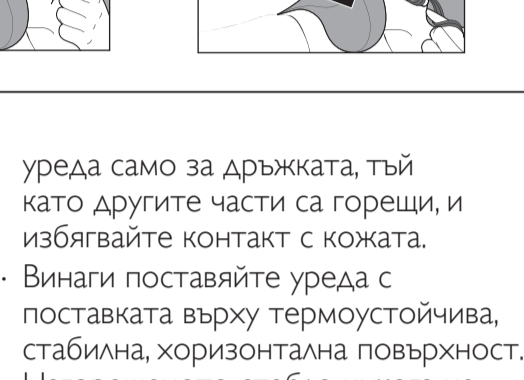 уреда само за дръжката, тъй
като другите части са горещи, и
избягвайте контакт с кожата.
· Винаги поставяйте уреда с
поставката върху термоустойчива,
стабилна, хоризонтална повърхност.